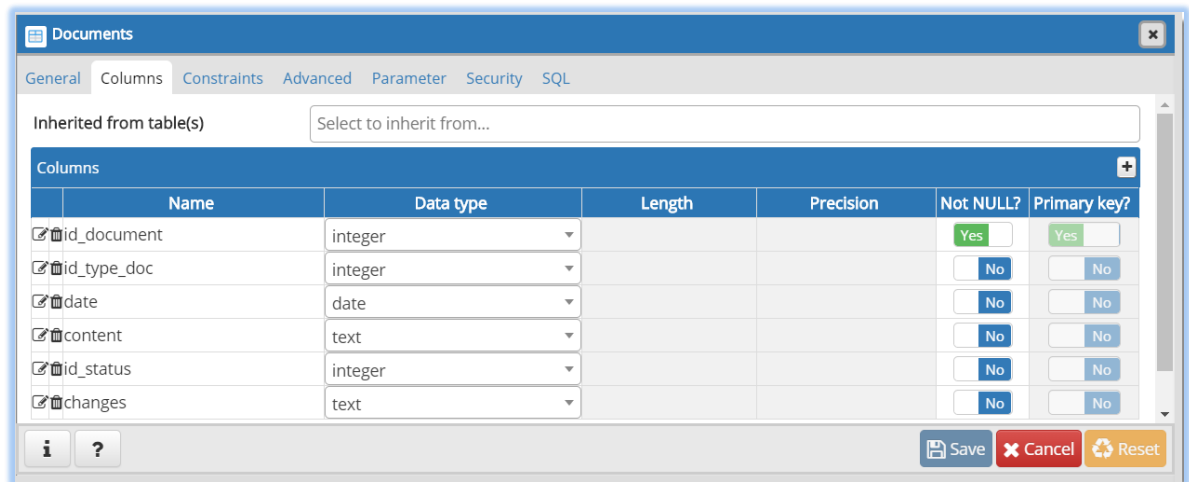 Documents
General Columns Constraints Advanced Parameter Security SQL
Inherited from table(s) Select to inherit from...
Columns
Name Data type Length Precision Not NULL? Primary key?
id_document integer Yes Yes
id_type_doc integer No No
date date No No
content text No No
id_status integer No No
changes text No No
i ? Save Cancel Reset